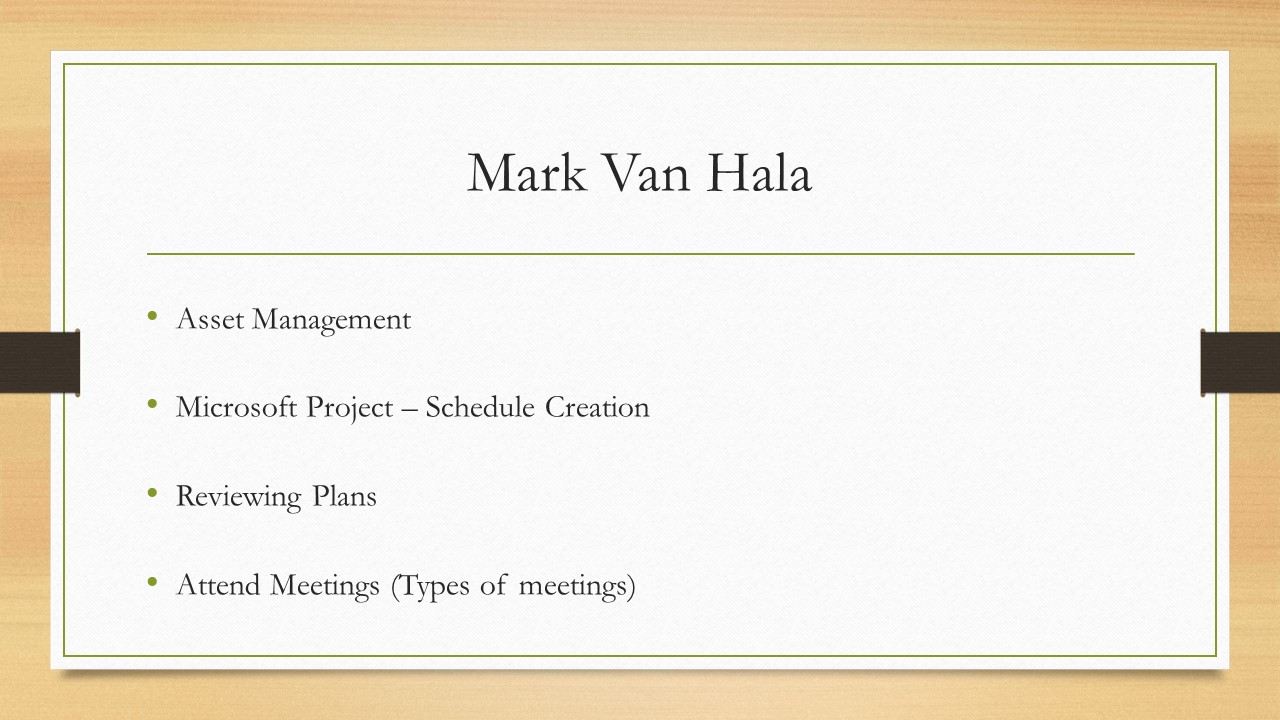 Mark Van Hala
• Asset Management
• Microsoft Project – Schedule Creation
• Reviewing Plans
• Attend Meetings (Types of meetings)